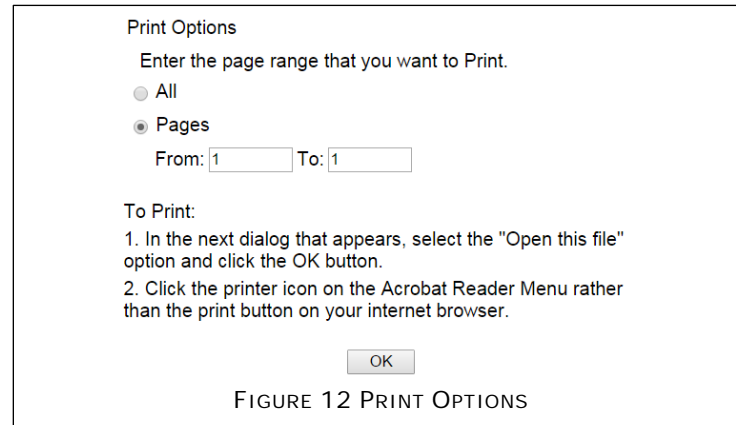 Print Options
Enter the page range that you want to Print.
All
Pages
From: 1 To: 1
To Print:
1. In the next dialog that appears, select the "Open this file"
option and click the OK button.
2. Click the printer icon on the Acrobat Reader Menu rather
than the print button on your internet browser.
OK
FIGURE 12 PRINT OPTIONS